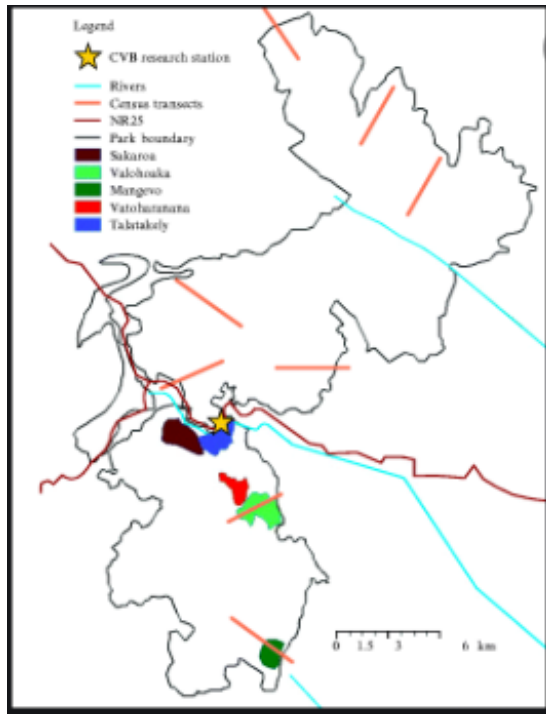 Legend
CVB research station
Rivers
Census transects
NR25
Park boundary
Sakaroa
Valohoaka
Mangevo
Vatoharanana
Talatakely
0 1.5 3 6 km